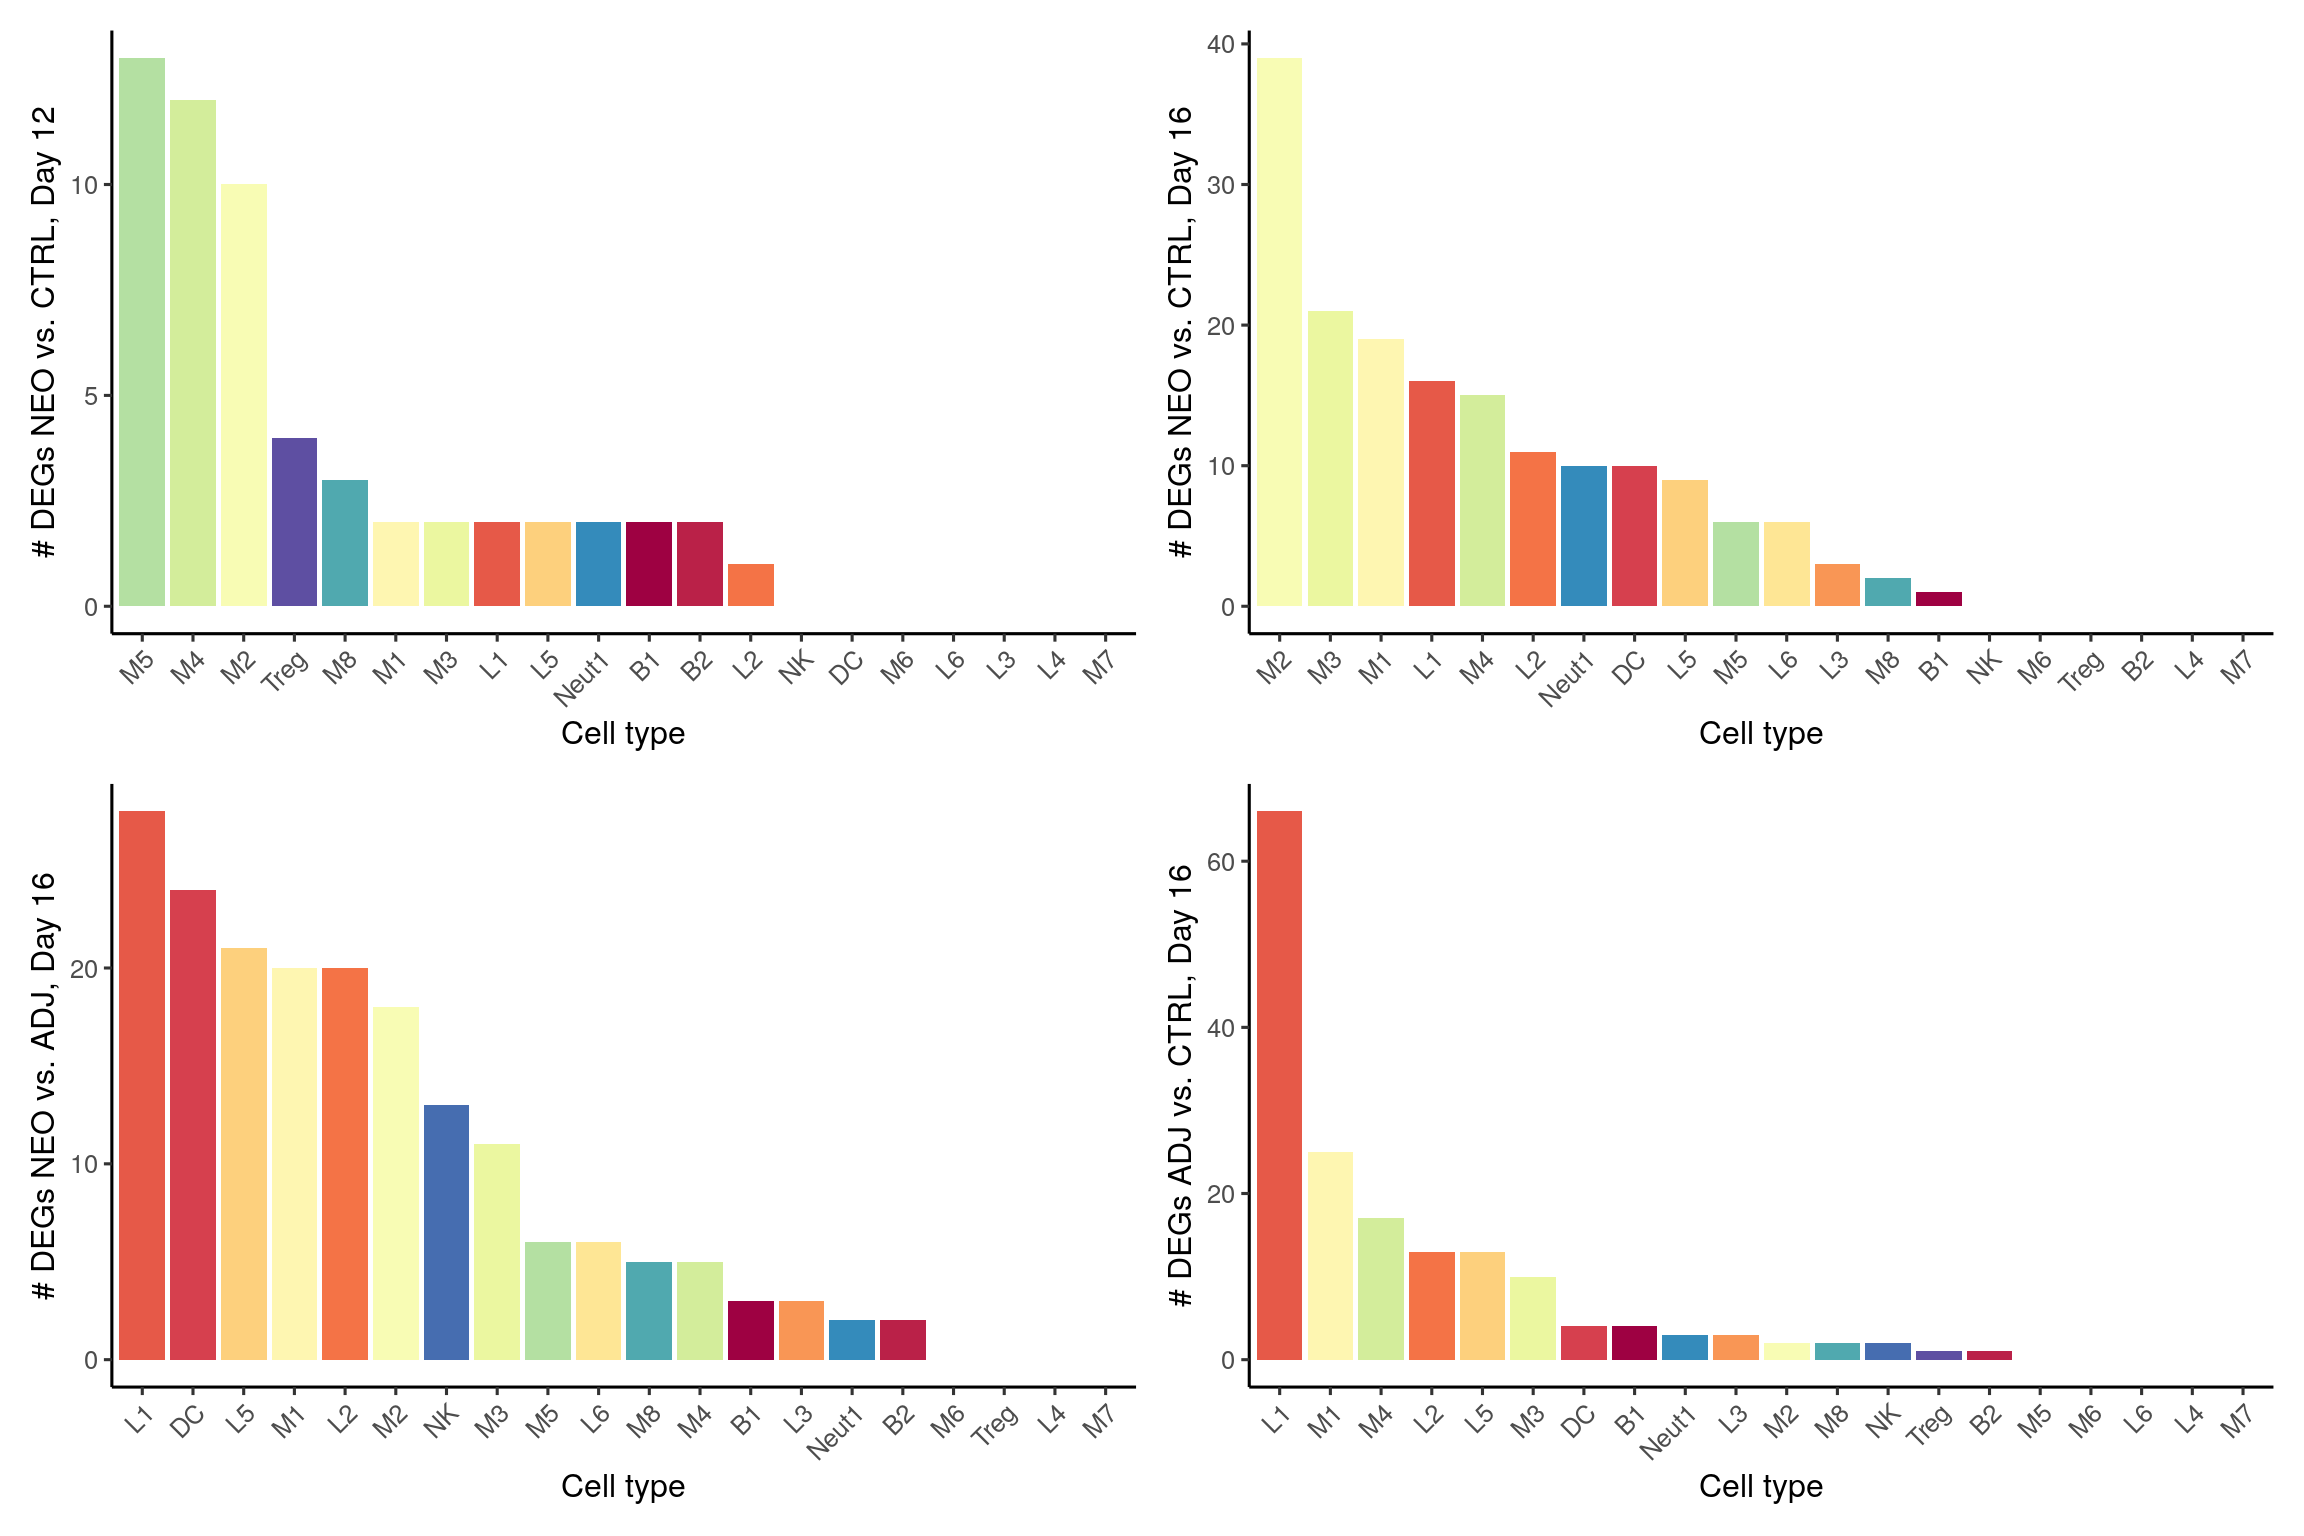 # DEGs NEO vs. CTRL, Day 12
10
5
0
M5 M4 M2 Treg M8 M1 M3 L1 L5 Neut1 B1 B2 L2 NK DC M6 L6 L3 L4 M7
Cell type
# DEGs NEO vs. CTRL, Day 16
40
30
20
10
0
M2 M3 M1 L1 M4 L2 Neut1 DC L5 M5 L6 L3 M8 B1 NK M6 Treg B2 L4 M7
Cell type
# DEGs NEO vs. ADJ, Day 16
20
10
0
L1 DC L5 M1 L2 M2 NK M3 M5 L6 M8 M4 B1 L3 Neut1 B2 M6 Treg L4 M7
Cell type
# DEGs ADJ vs. CTRL, Day 16
60
40
20
0
L1 M1 M4 L2 L5 M3 DC B1 Neut1 L3 M2 M8 NK Treg B2 M5 M6 L6 L4 M7
Cell type